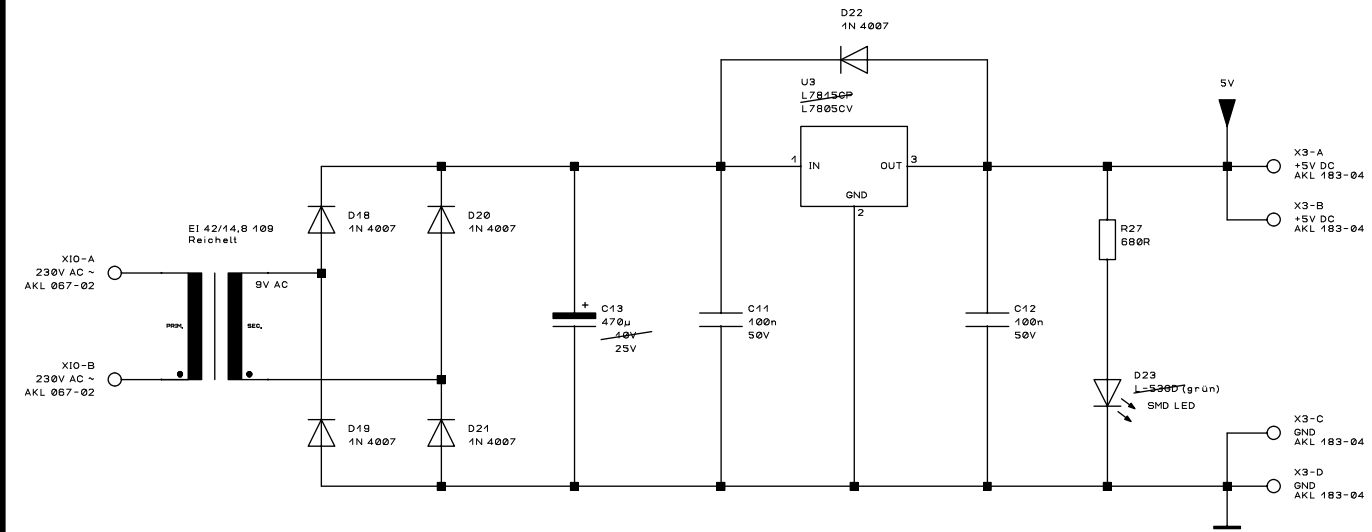 D22
1N 4007
U3
L7815CP
L7805CV
5V
1
IN
OUT
3
GND
2
X3-A
+5V DC
AKL 183-04
X3-B
+5V DC
AKL 183-04
D18
1N 4007
D20
1N 4007
EI 42/14,8 109
Reichelt
R27
680R
XIO-A
230V AC ~
AKL 067-02
9V AC
PRIM.
SEC.
+
C13
470µ
10V
25V
C11
100n
50V
C12
100n
50V
XIO-B
230V AC ~
AKL 067-02
D23
L-53GD (grün)
SMD LED
D19
1N 4007
D21
1N 4007
X3-C
GND
AKL 183-04
X3-D
GND
AKL 183-04